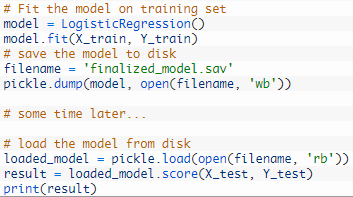 # Fit the model on training set
model = LogisticRegression()
model.fit(X_train, Y_train)
# save the model to disk
filename = 'finalized_model.sav'
pickle.dump(model, open(filename, 'wb'))
# some time later...
# load the model from disk
loaded_model = pickle.load(open(filename, 'rb'))
result = loaded_model.score(X_test, Y_test)
print(result)